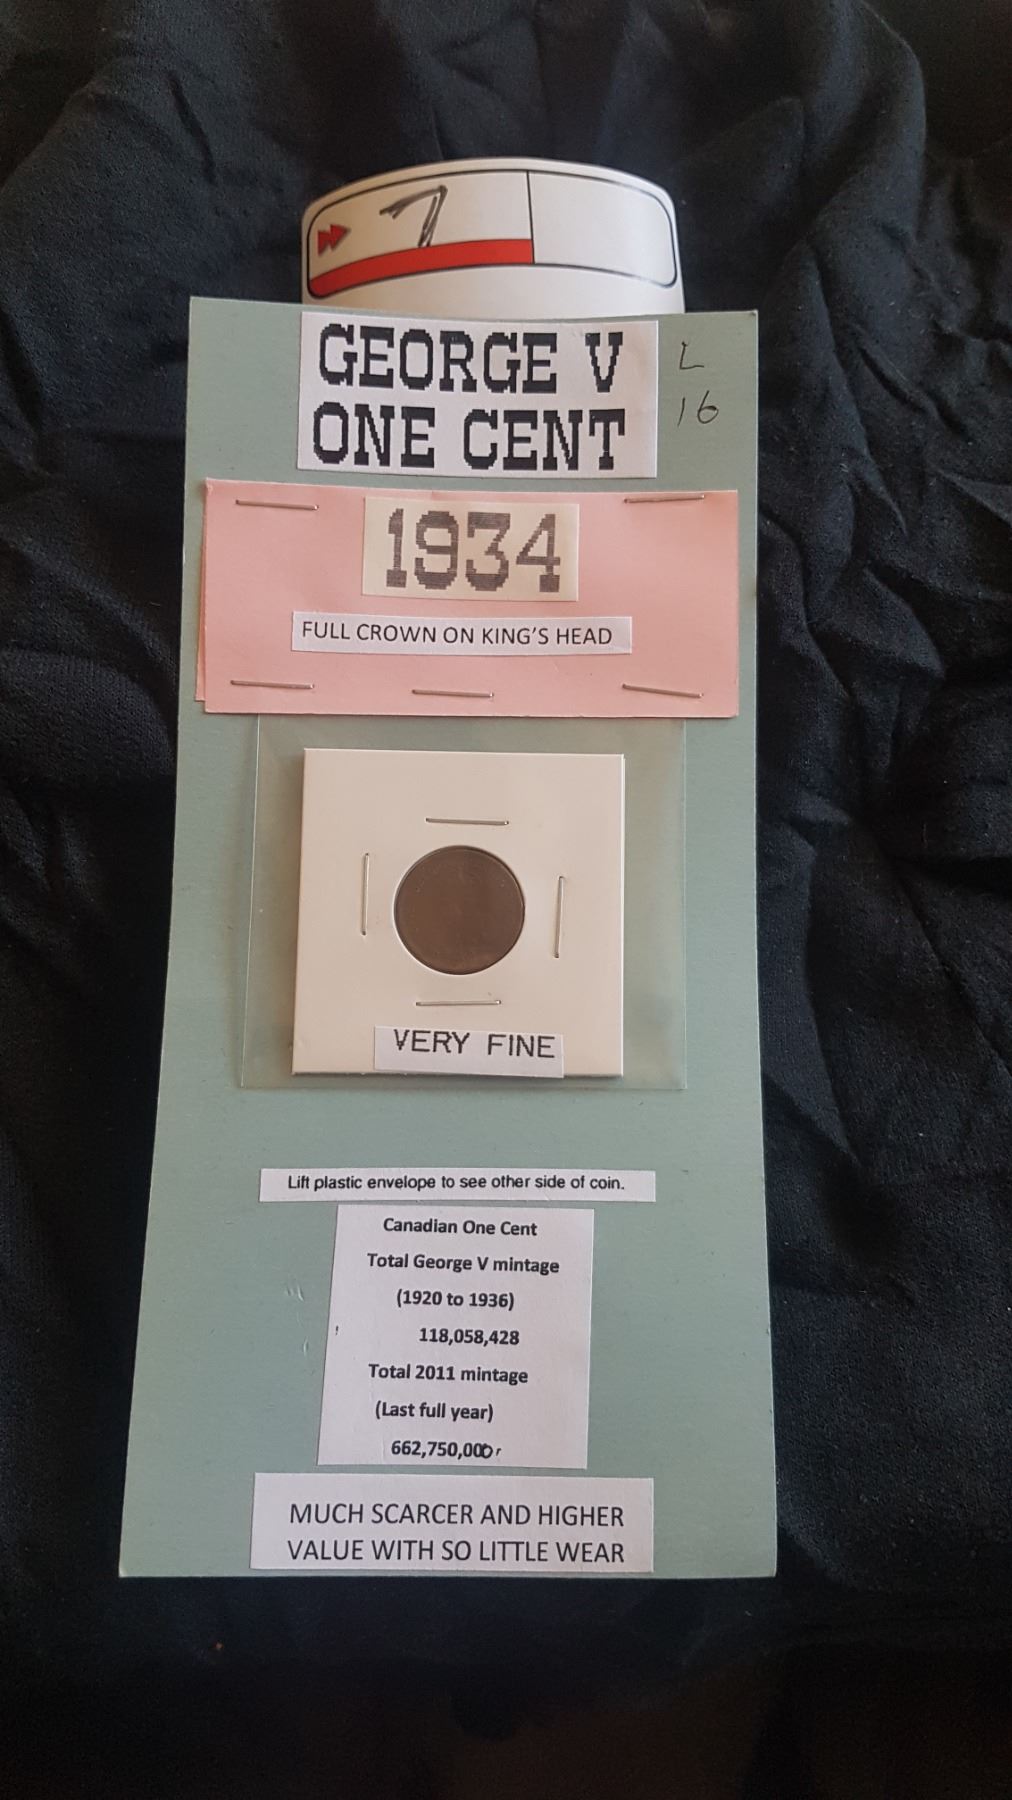 7
GEORGE V
ONE CENT
L
16
1934
FULL CROWN ON KING'S HEAD
VERY FINE
Lift plastic envelope to see other side of coin.
Canadian One Cent
Total George V mintage
(1920 to 1936)
118,058,428
Total 2011 mintage
(Last full year)
662,750,000
MUCH SCARCER AND HIGHER
VALUE WITH SO LITTLE WEAR